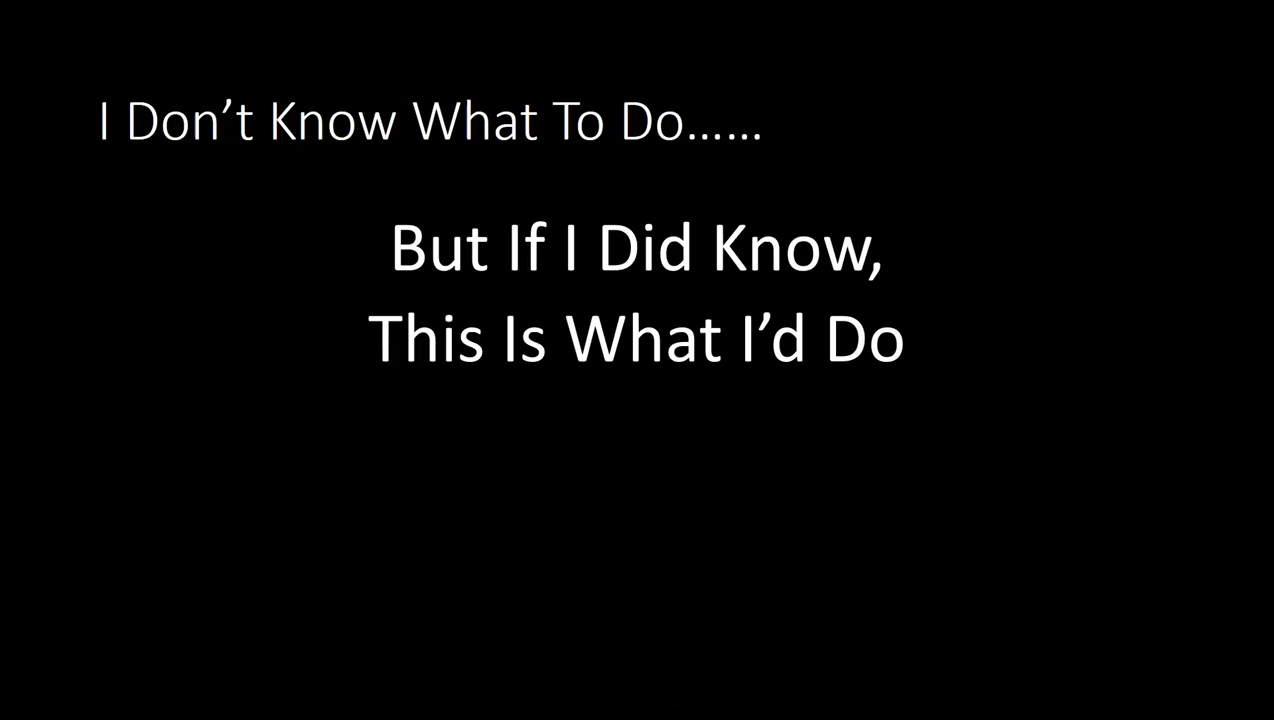 I Don’t Know What To Do……
But If I Did Know,
This Is What I’d Do